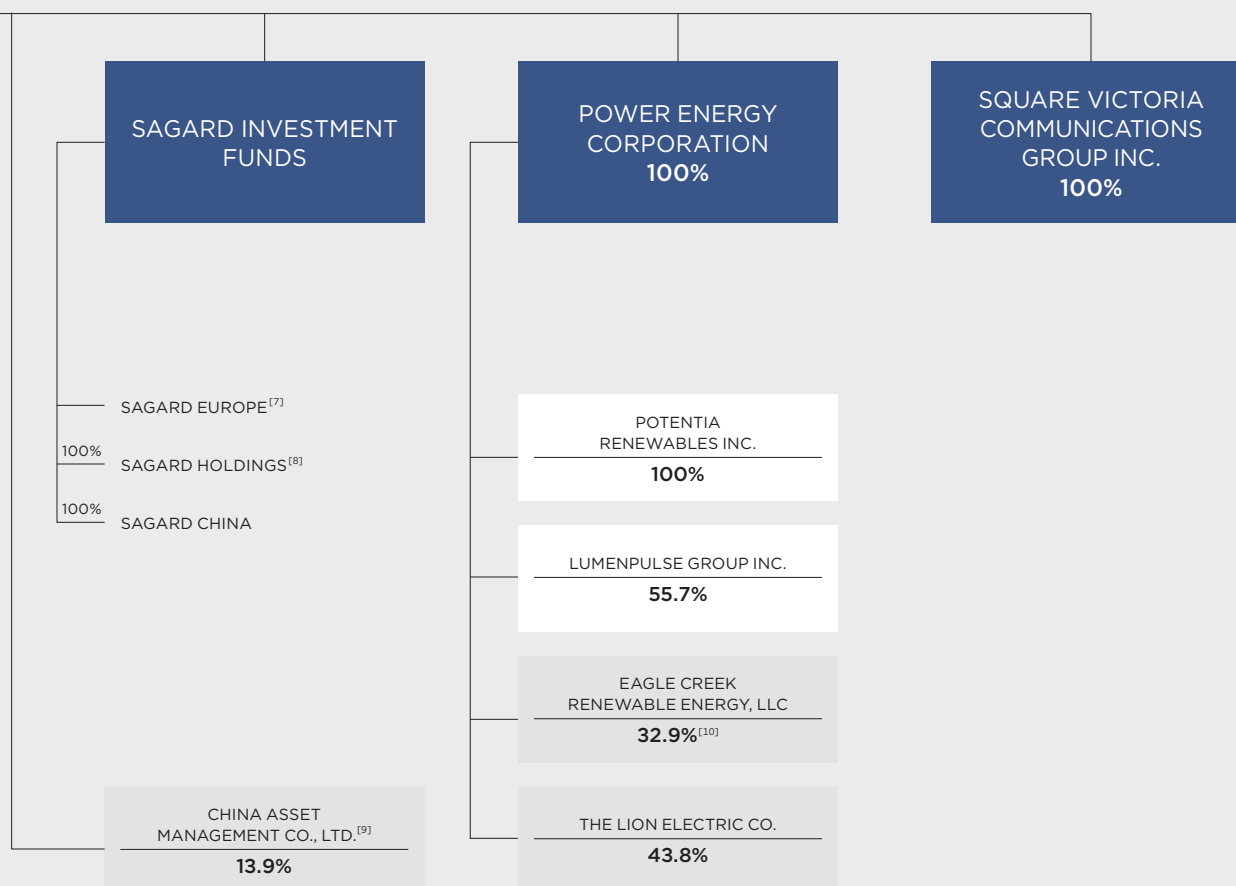 SAGARD INVESTMENT
FUNDS
POWER ENERGY
CORPORATION
100%
SQUARE VICTORIA
COMMUNICATIONS
GROUP INC.
100%
SAGARD EUROPE[7]
100%
SAGARD HOLDINGS[8]
100%
SAGARD CHINA
POTENTIA
RENEWABLES INC.
100%
LUMENPULSE GROUP INC.
55.7%
EAGLE CREEK
RENEWABLE ENERGY, LLC
32.9%[10]
CHINA ASSET
MANAGEMENT CO., LTD.[9]
13.9%
THE LION ELECTRIC CO.
43.8%